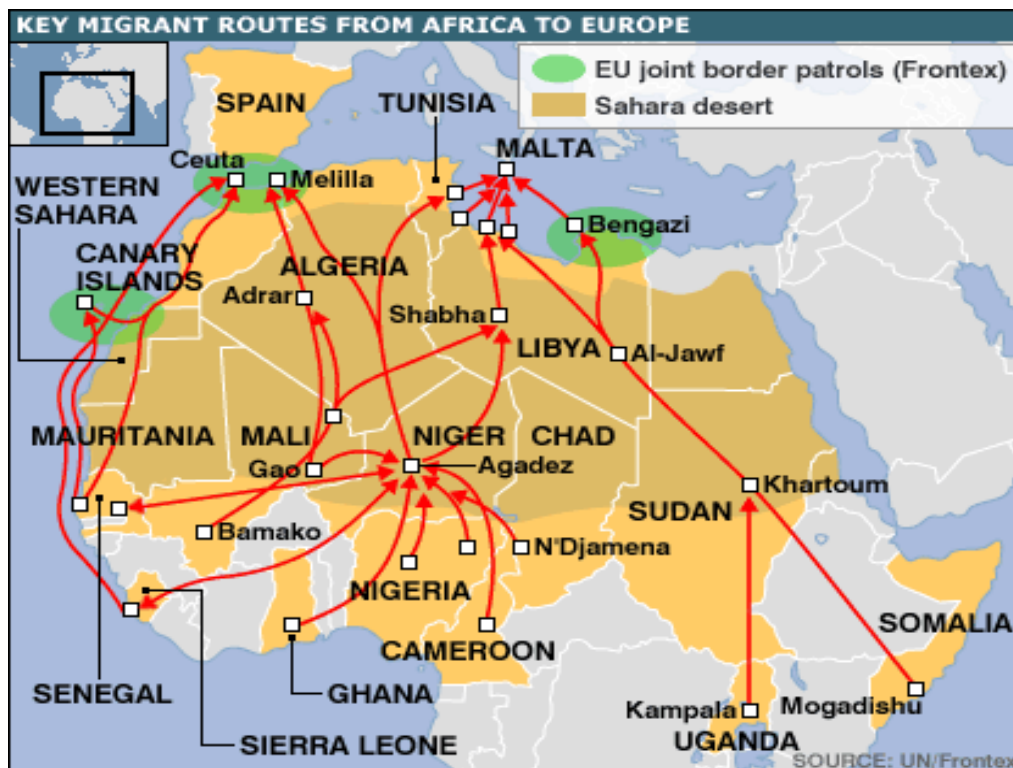 KEY MIGRANT ROUTES FROM AFRICA TO EUROPE
EU joint border patrols (Frontex)
Sahara desert
SPAIN
TUNISIA
MALTA
Ceuta
Melilla
WESTERN
SAHARA
Bengazi
CANARY
ISLANDS
ALGERIA
Adrar
Shabha
LIBYA
Al-Jawf
MAURITANIA
MALI
NIGER
CHAD
Gao
Agadez
Khartoum
SUDAN
Bamako
N'Djamena
NIGERIA
SOMALIA
CAMEROON
SENEGAL
GHANA
Kampala
Mogadishu
UGANDA
SIERRA LEONE
SOURCE: UN/Frontex